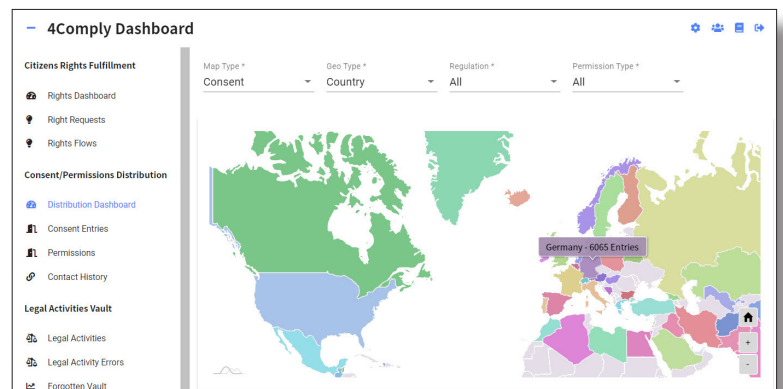 4Comply Dashboard
Citizens Rights Fulfillment
Rights Dashboard
Right Requests
Rights Flows
Consent/Permissions Distribution
Distribution Dashboard
Consent Entries
Permissions
Contact History
Legal Activities Vault
Legal Activities
Legal Activity Errors
Forgotten Vault
Map Type *
Consent
Geo Type *
Country
Regulation *
All
Permission Type *
All
Germany - 6065 Entries
+
-